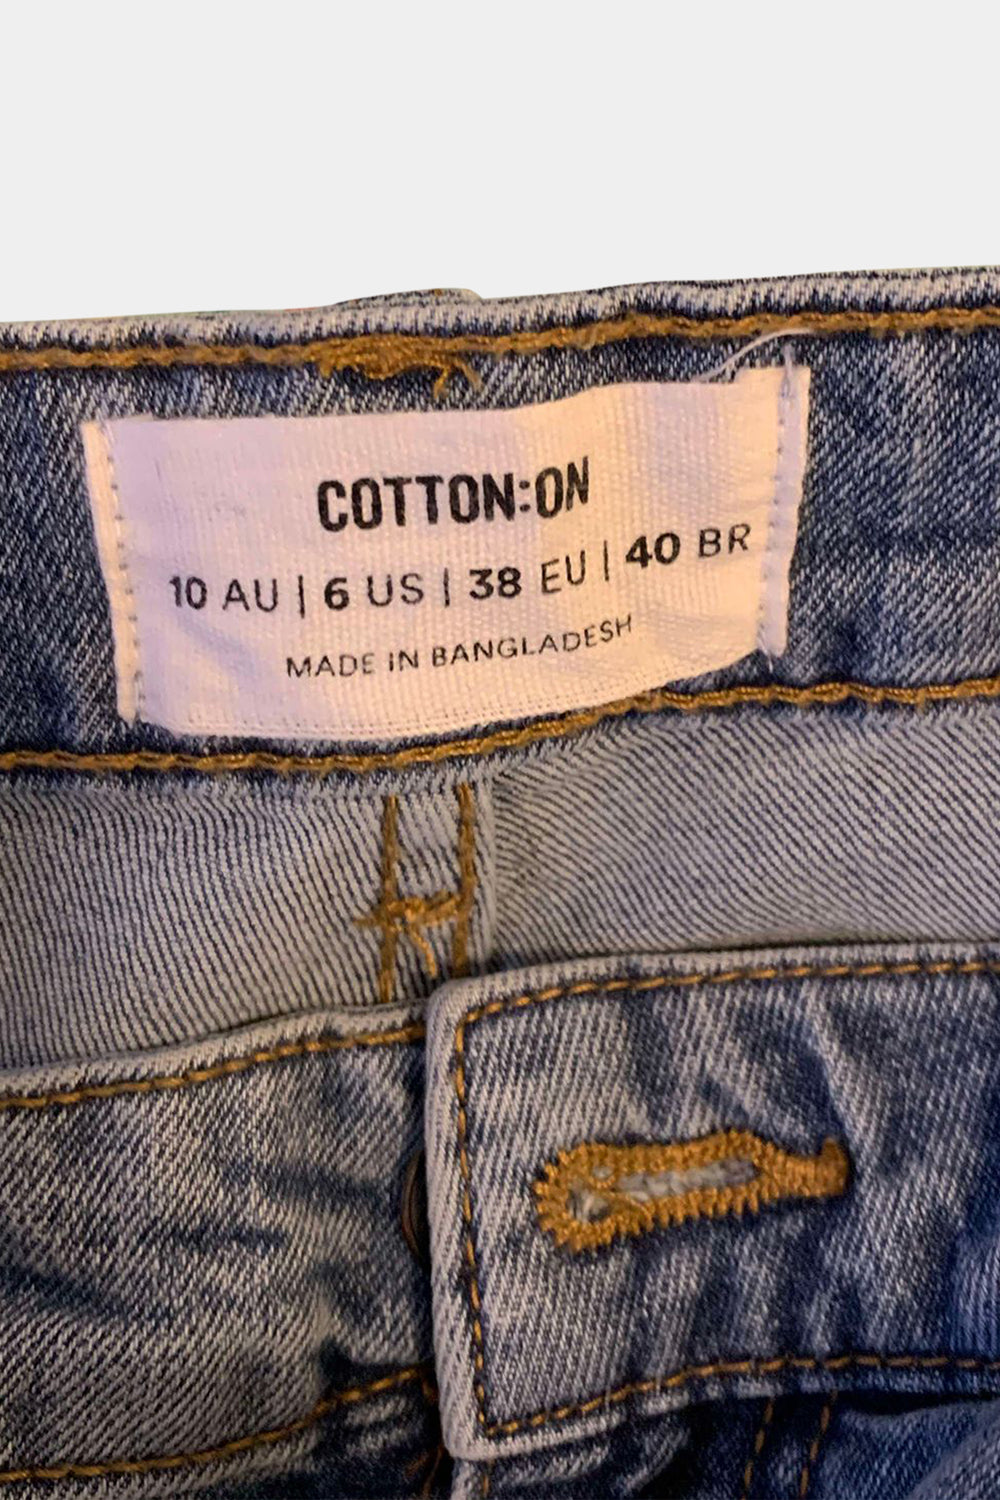 COTTON:ON
10 AU | 6 US | 38 EU | 40 BR
MADE IN BANGLADESH